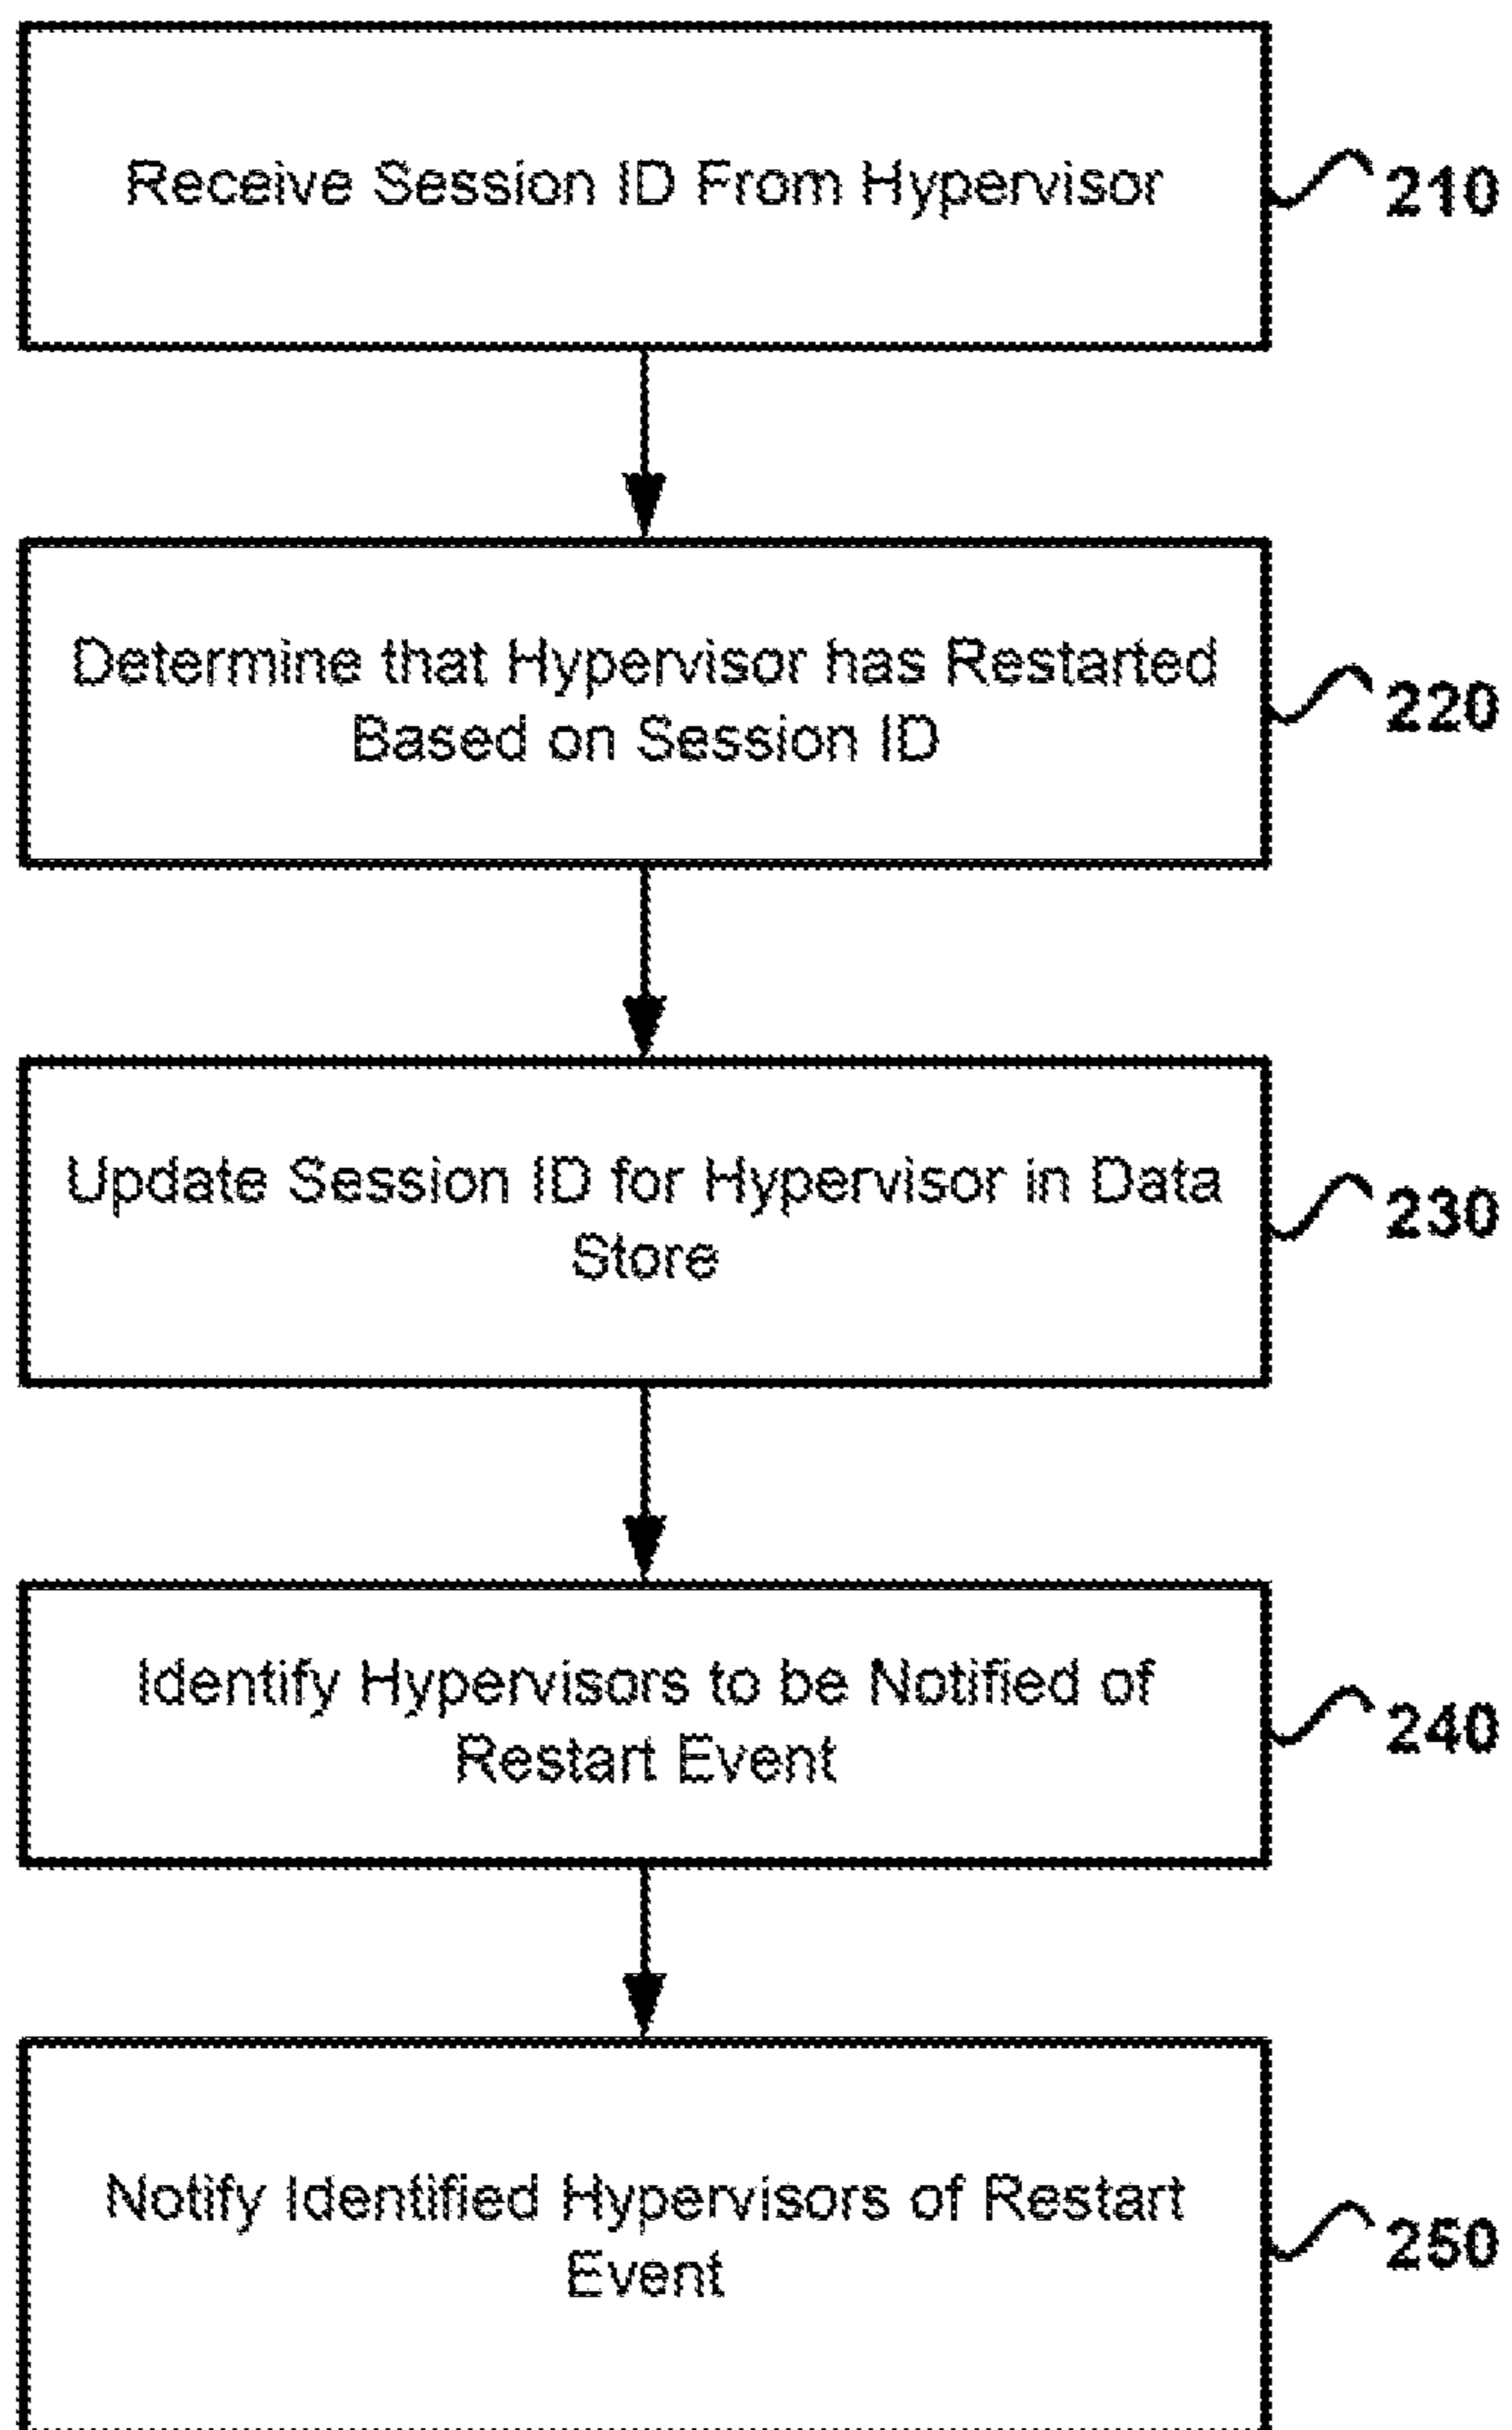 Receive Session ID From Hypervisor
210
Determine that Hypervisor has Restarted
Based on Session ID
220
Update Session ID for Hypervisor in Data
Store
230
Identify Hypervisors to be Notified of
Restart Event
240
Notify Identified Hypervisors of Restart
Event
250